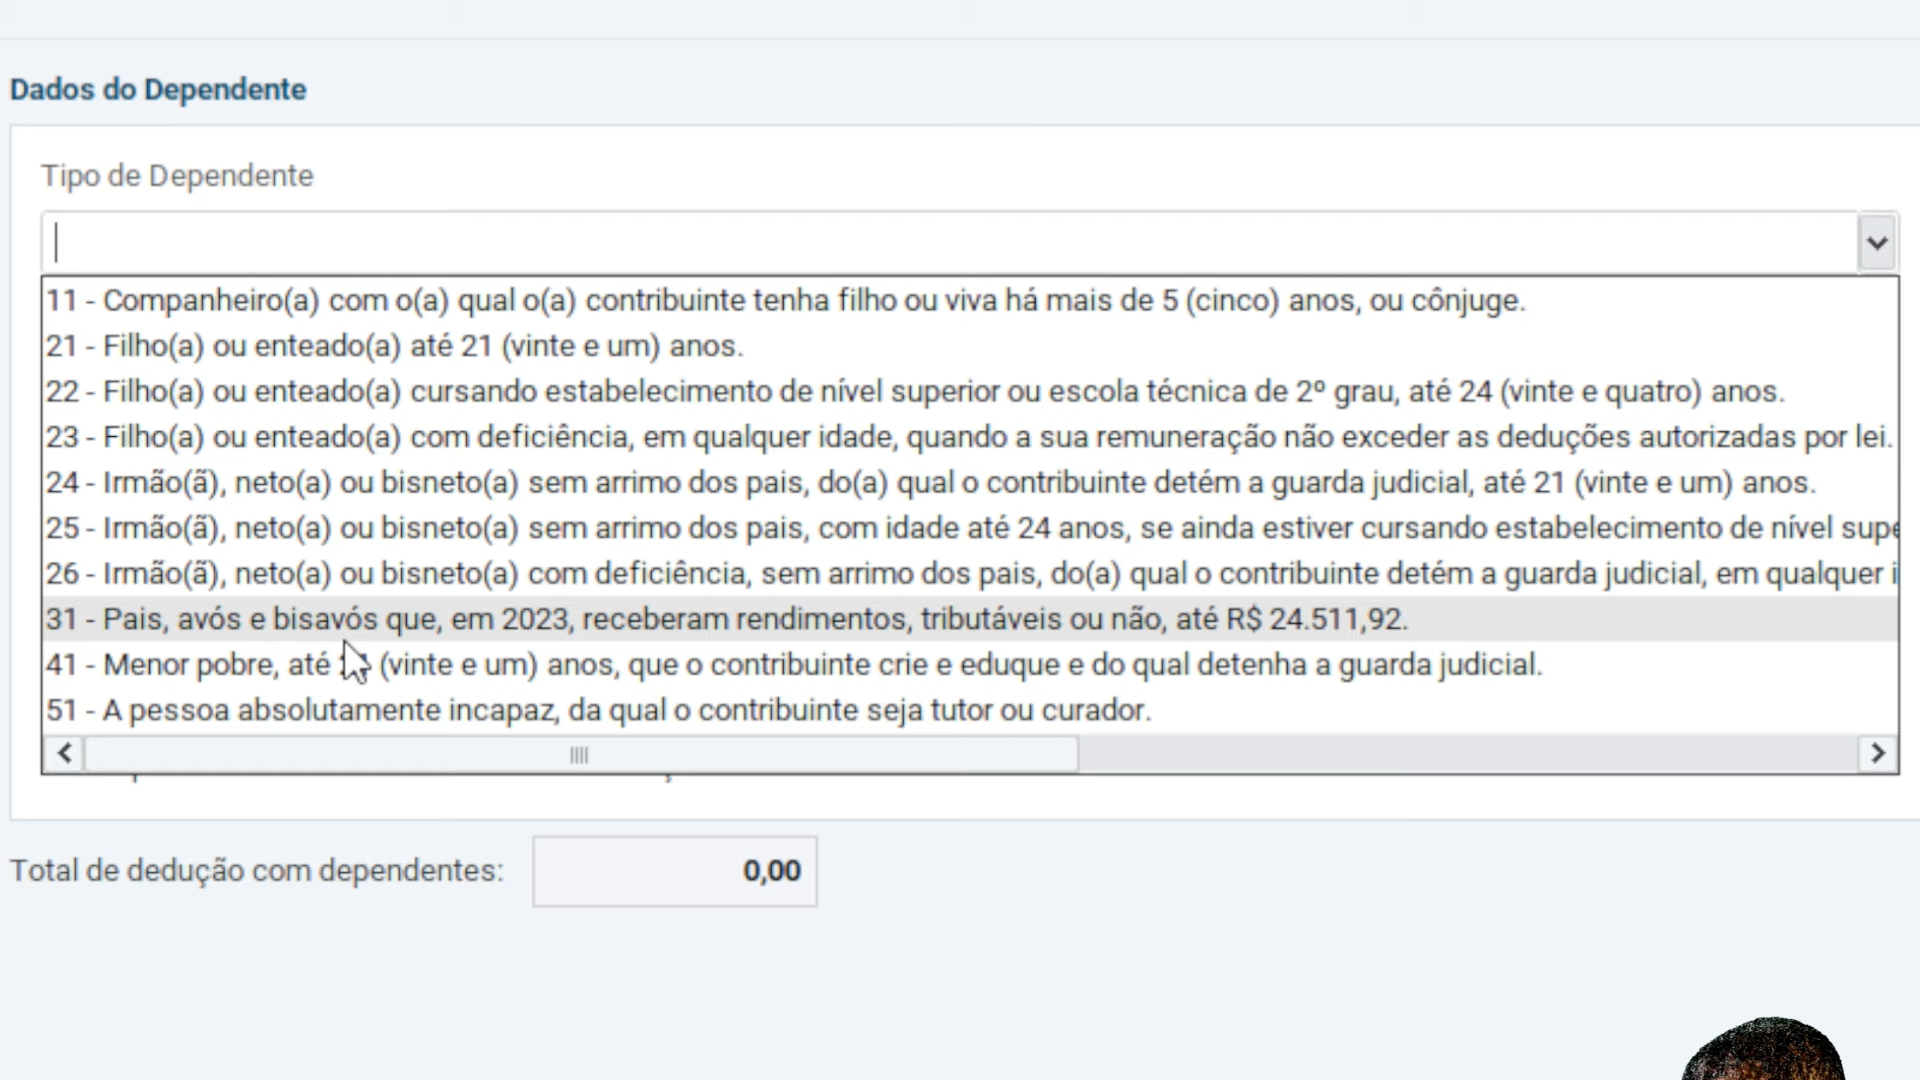 Dados do Dependente
Tipo de Dependente
11 - Companheiro(a) com o(a) qual o(a) contribuinte tenha filho ou viva há mais de 5 (cinco) anos, ou cônjuge.
21 - Filho(a) ou enteado(a) até 21 (vinte e um) anos.
22 - Filho(a) ou enteado(a) cursando estabelecimento de nível superior ou escola técnica de 2º grau, até 24 (vinte e quatro) anos.
23 - Filho(a) ou enteado(a) com deficiência, em qualquer idade, quando a sua remuneração não exceder as deduções autorizadas por lei.
24 - Irmão(ã), neto(a) ou bisneto(a) sem arrimo dos pais, do(a) qual o contribuinte detém a guarda judicial, até 21 (vinte e um) anos.
25 - Irmão(ã), neto(a) ou bisneto(a) sem arrimo dos pais, com idade até 24 anos, se ainda estiver cursando estabelecimento de nível supe
26 - Irmão(ã), neto(a) ou bisneto(a) com deficiência, sem arrimo dos pais, do(a) qual o contribuinte detém a guarda judicial, em qualquer i
31 - Pais, avós e bisavós que, em 2023, receberam rendimentos, tributáveis ou não, até R$ 24.511,92.
41 - Menor pobre, até (vinte e um) anos, que o contribuinte crie e eduque e do qual detenha a guarda judicial.
51 - A pessoa absolutamente incapaz, da qual o contribuinte seja tutor ou curador.
Total de dedução com dependentes: 0,00